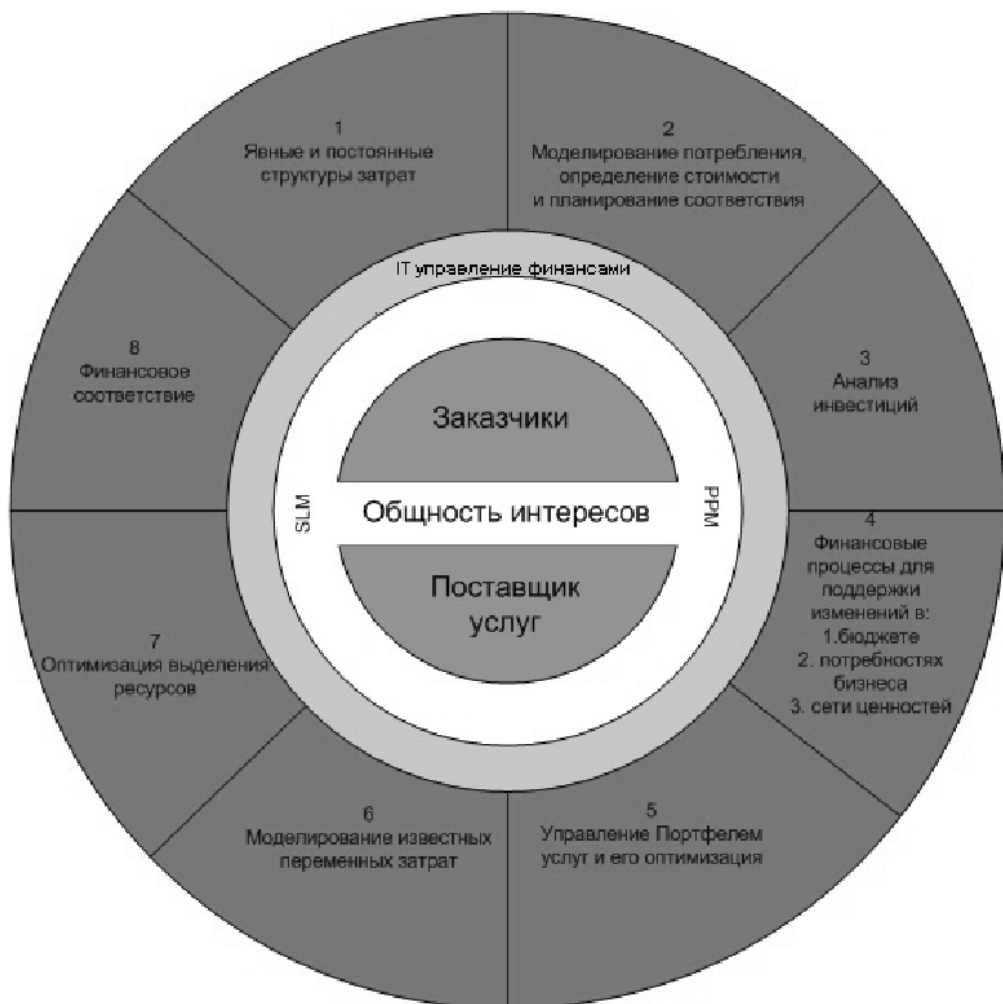 1
Явные и постоянные
структуры затрат
2
Моделирование потребления,
определение стоимости
и планирование соответствия
3
Анализ
инвестиций
4
Финансовые
процессы для
поддержки
изменений в:
1.бюджете
2. потребностях
бизнеса
3. сети ценностей
5
Управление Портфелем
услуг и его оптимизация
6
Моделирование известных
переменных затрат
7
Оптимизация выделения
ресурсов
8
Финансовое
соответствие
IT управление финансами
Заказчики
SLM
Общность интересов
PPM
Поставщик
услуг